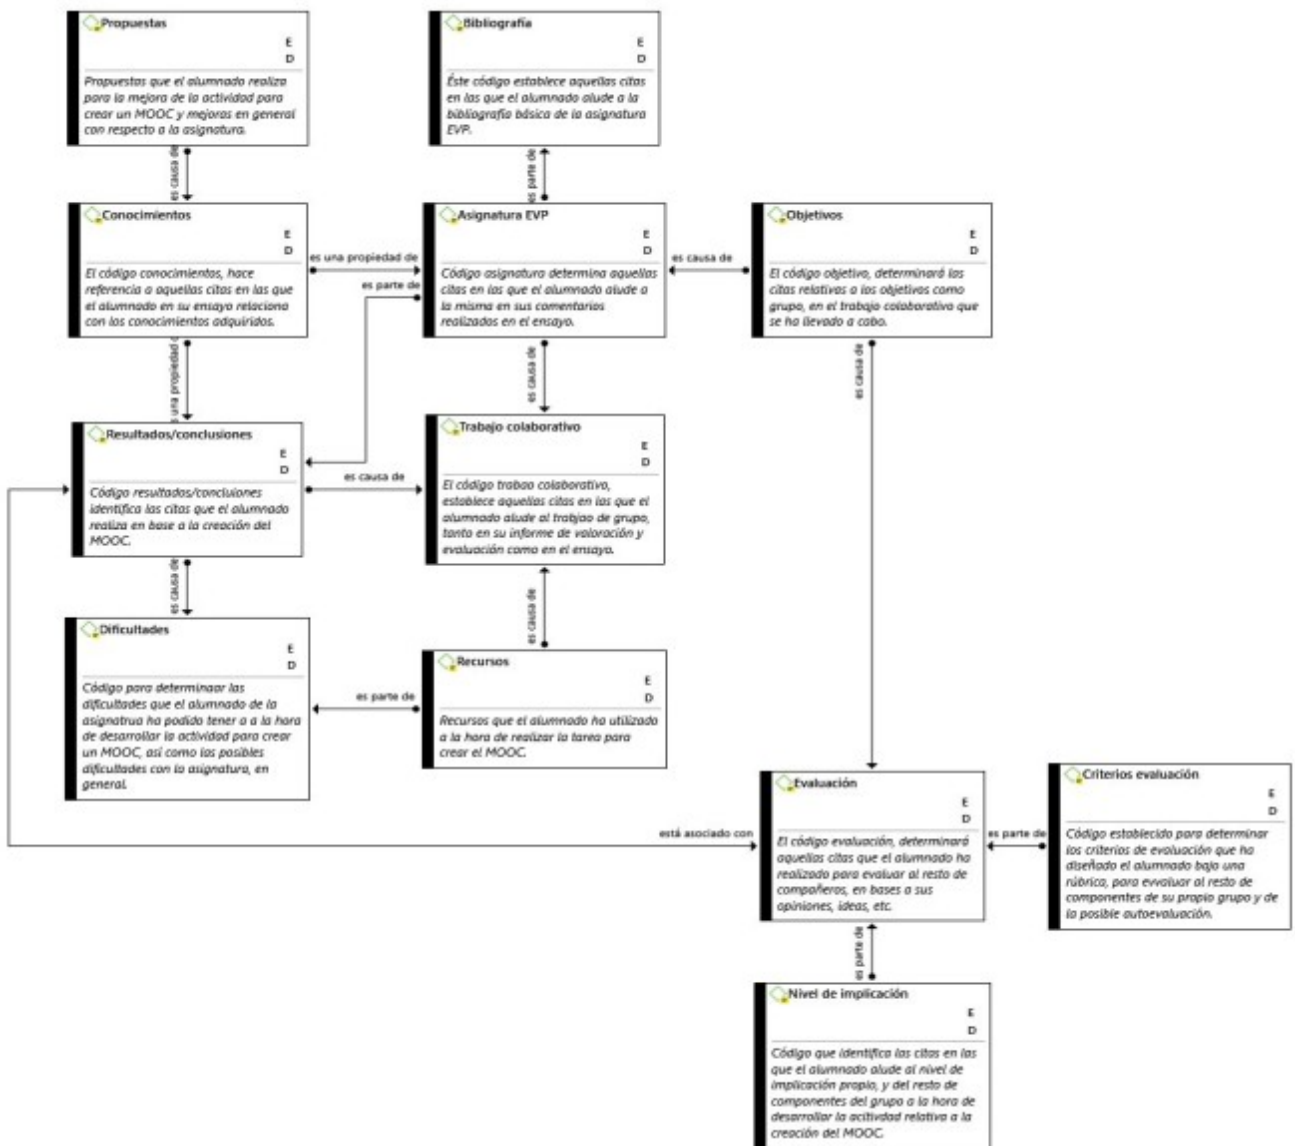 Propuestas
E
D
Propuestas que el alumnado realiza
para la mejora de la actividad para
crear un MOOC y mejoras en general
con respecto a la asignatura.
Bibliografía
E
D
Éste código establece aquellas citas
en las que el alumnado alude a la
bibliografía básica de la asignatura
EVP.
es causa de
es parte de
Conocimientos
E
D
El código conocimientos, hace
referencia a aquellas citas en las que
el alumnado en su ensayo relaciona
con los conocimientos adquiridos.
es una propiedad de
es parte de
Asignatura EVP
E
D
Código asignatura determina aquellas
citas en las que el alumnado alude a
la misma en sus comentarios
realizados en el ensayo.
es causa de
Objetivos
E
D
El código objetivo, determinará las
citas relativas a los objetivos como
grupo, en el trabajo colaborativo que
se ha llevado a cabo.
una propiedad
es causa de
es causa de
Resultados/conclusiones
E
D
Código resultados/concluiones
identifica las citas que el alumnado
realiza en base a la creación del
MOOC.
es causa de
Trabajo colaborativo
E
D
El código trabao colaborativo,
establece aquellas citas en las que el
alumnado alude al trabjao de grupo,
tanto en su informe de valoración y
evaluación como en el ensayo.
es causa de
es causa de
Dificultades
E
D
Código para determinaar las
dificultades que el alumnado de la
asignatrua ha podido tener a a la hora
de desarrollar la actividad para crear
un MOOC, así como las posibles
dificultades con la asignatura, en
general.
es parte de
Recursos
E
D
Recursos que el alumnado ha utilizado
a la hora de realizar la tarea para
crear el MOOC.
está asociado con
Evaluación
E
D
El código evaluación, determinará
aquellas citas que el alumnado ha
realizado para evaluar al resto de
compañeros, en bases a sus
opiniones, ideas, etc.
es parte de
Criterios evaluación
E
D
Código establecido para determinar
los criterios de evaluación que ha
diseñado el alumnado bajo una
rúbrica, para evvaluar al resto de
componentes de su propio grupo y de
la posible autoevaluación.
es parte de
Nivel de implicación
E
D
Código que identifica las citas en las
que el alumnado alude al nivel de
implicación propio, y del resto de
componentes del grupo a la hora de
desarrollar la acitividad relativa a la
creación del MOOC.